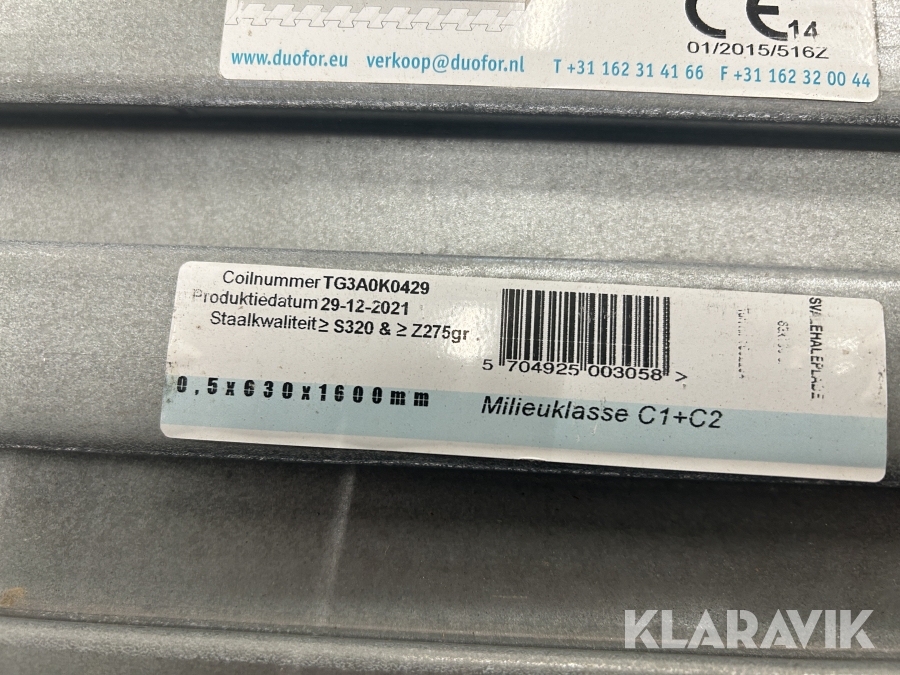 CE 14
01/2015/516Z
www.duofor.eu verkoop@duofor.nl T +31 162 31 41 66 F +31 162 32 00 44
Coilnummer TG3A0K0429
Produktiedatum 29-12-2021
Staalkwaliteit ≥ S320 & ≥ Z275gr
0,5x630x1600mm
5 704925 003058 >
Milieuklasse C1+C2
SVALEHALEPLADE
KLARAVIK